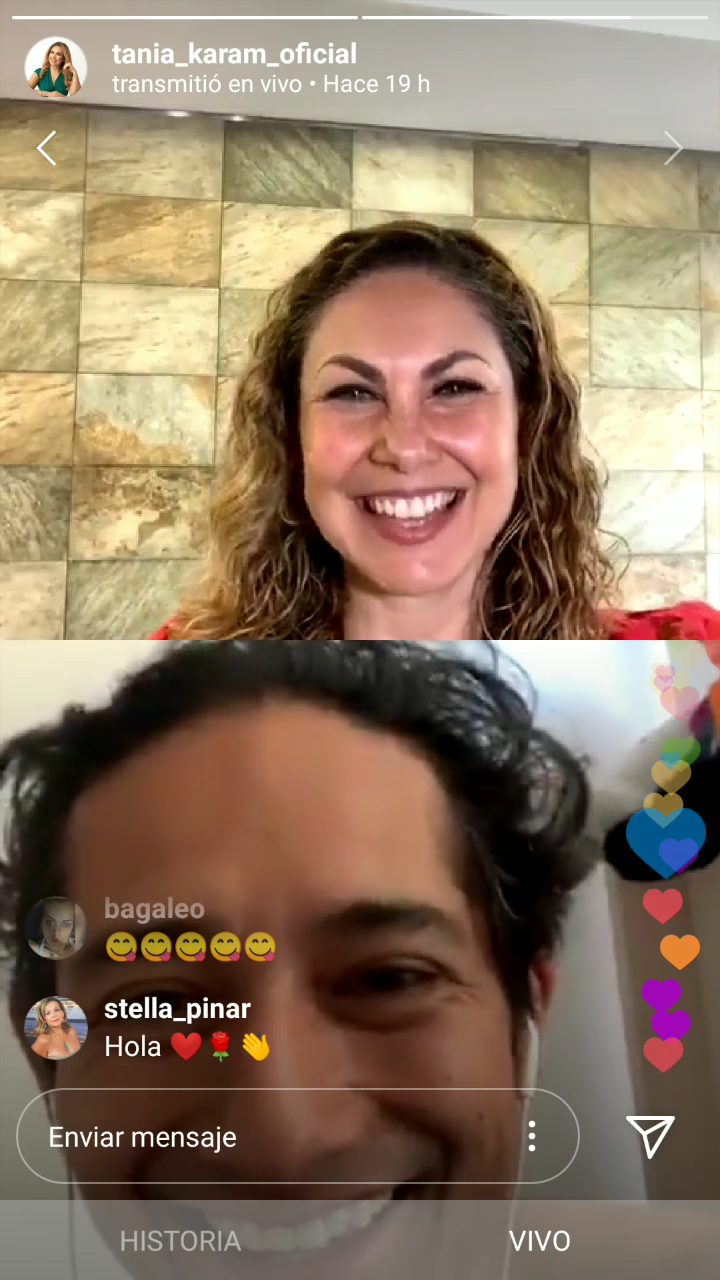 tania_karam_oficial
transmitió en vivo • Hace 19 h
bagaleo
😋😋😋😋😋
stella_pinar
Hola ❤️🌹👋
Enviar mensaje
HISTORIA
VIVO